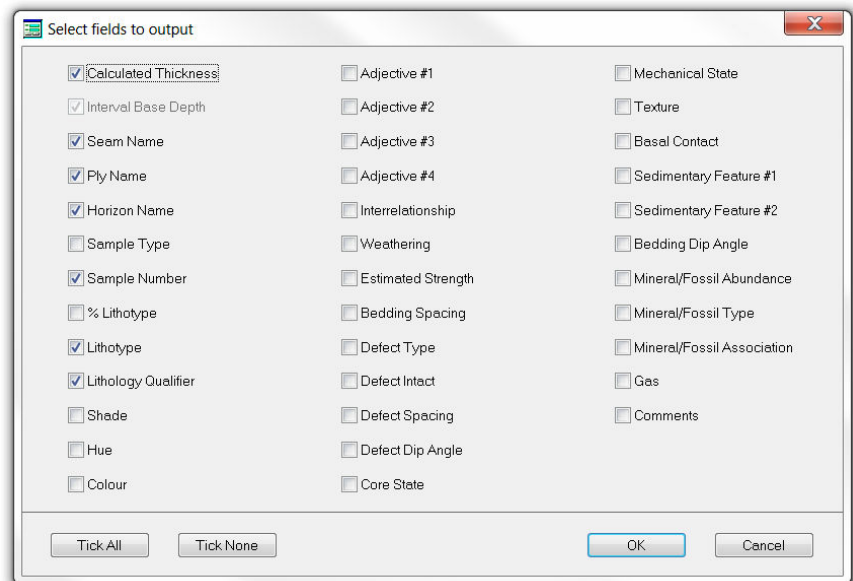 Select fields to output
Calculated Thickness
Interval Base Depth
Seam Name
Ply Name
Horizon Name
Sample Type
Sample Number
% Lithotype
Lithotype
Lithology Qualifier
Shade
Hue
Colour
Adjective #1
Adjective #2
Adjective #3
Adjective #4
Interrelationship
Weathering
Estimated Strength
Bedding Spacing
Defect Type
Defect Intact
Defect Spacing
Defect Dip Angle
Core State
Mechanical State
Texture
Basal Contact
Sedimentary Feature #1
Sedimentary Feature #2
Bedding Dip Angle
Mineral/Fossil Abundance
Mineral/Fossil Type
Mineral/Fossil Association
Gas
Comments
Tick All
Tick None
OK
Cancel